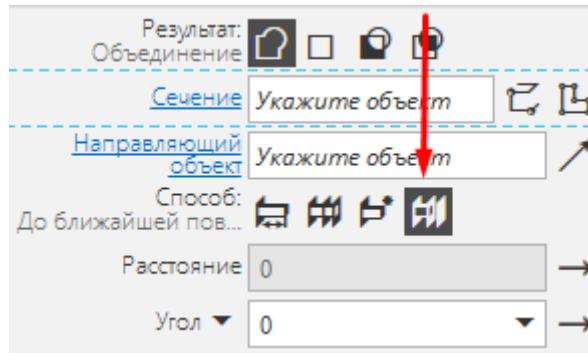 Результат:
Объединение
Сечение Укажите объект
Направляющий
объект Укажите объект
Способ:
До ближайшей пов...
Расстояние 0
Угол 0